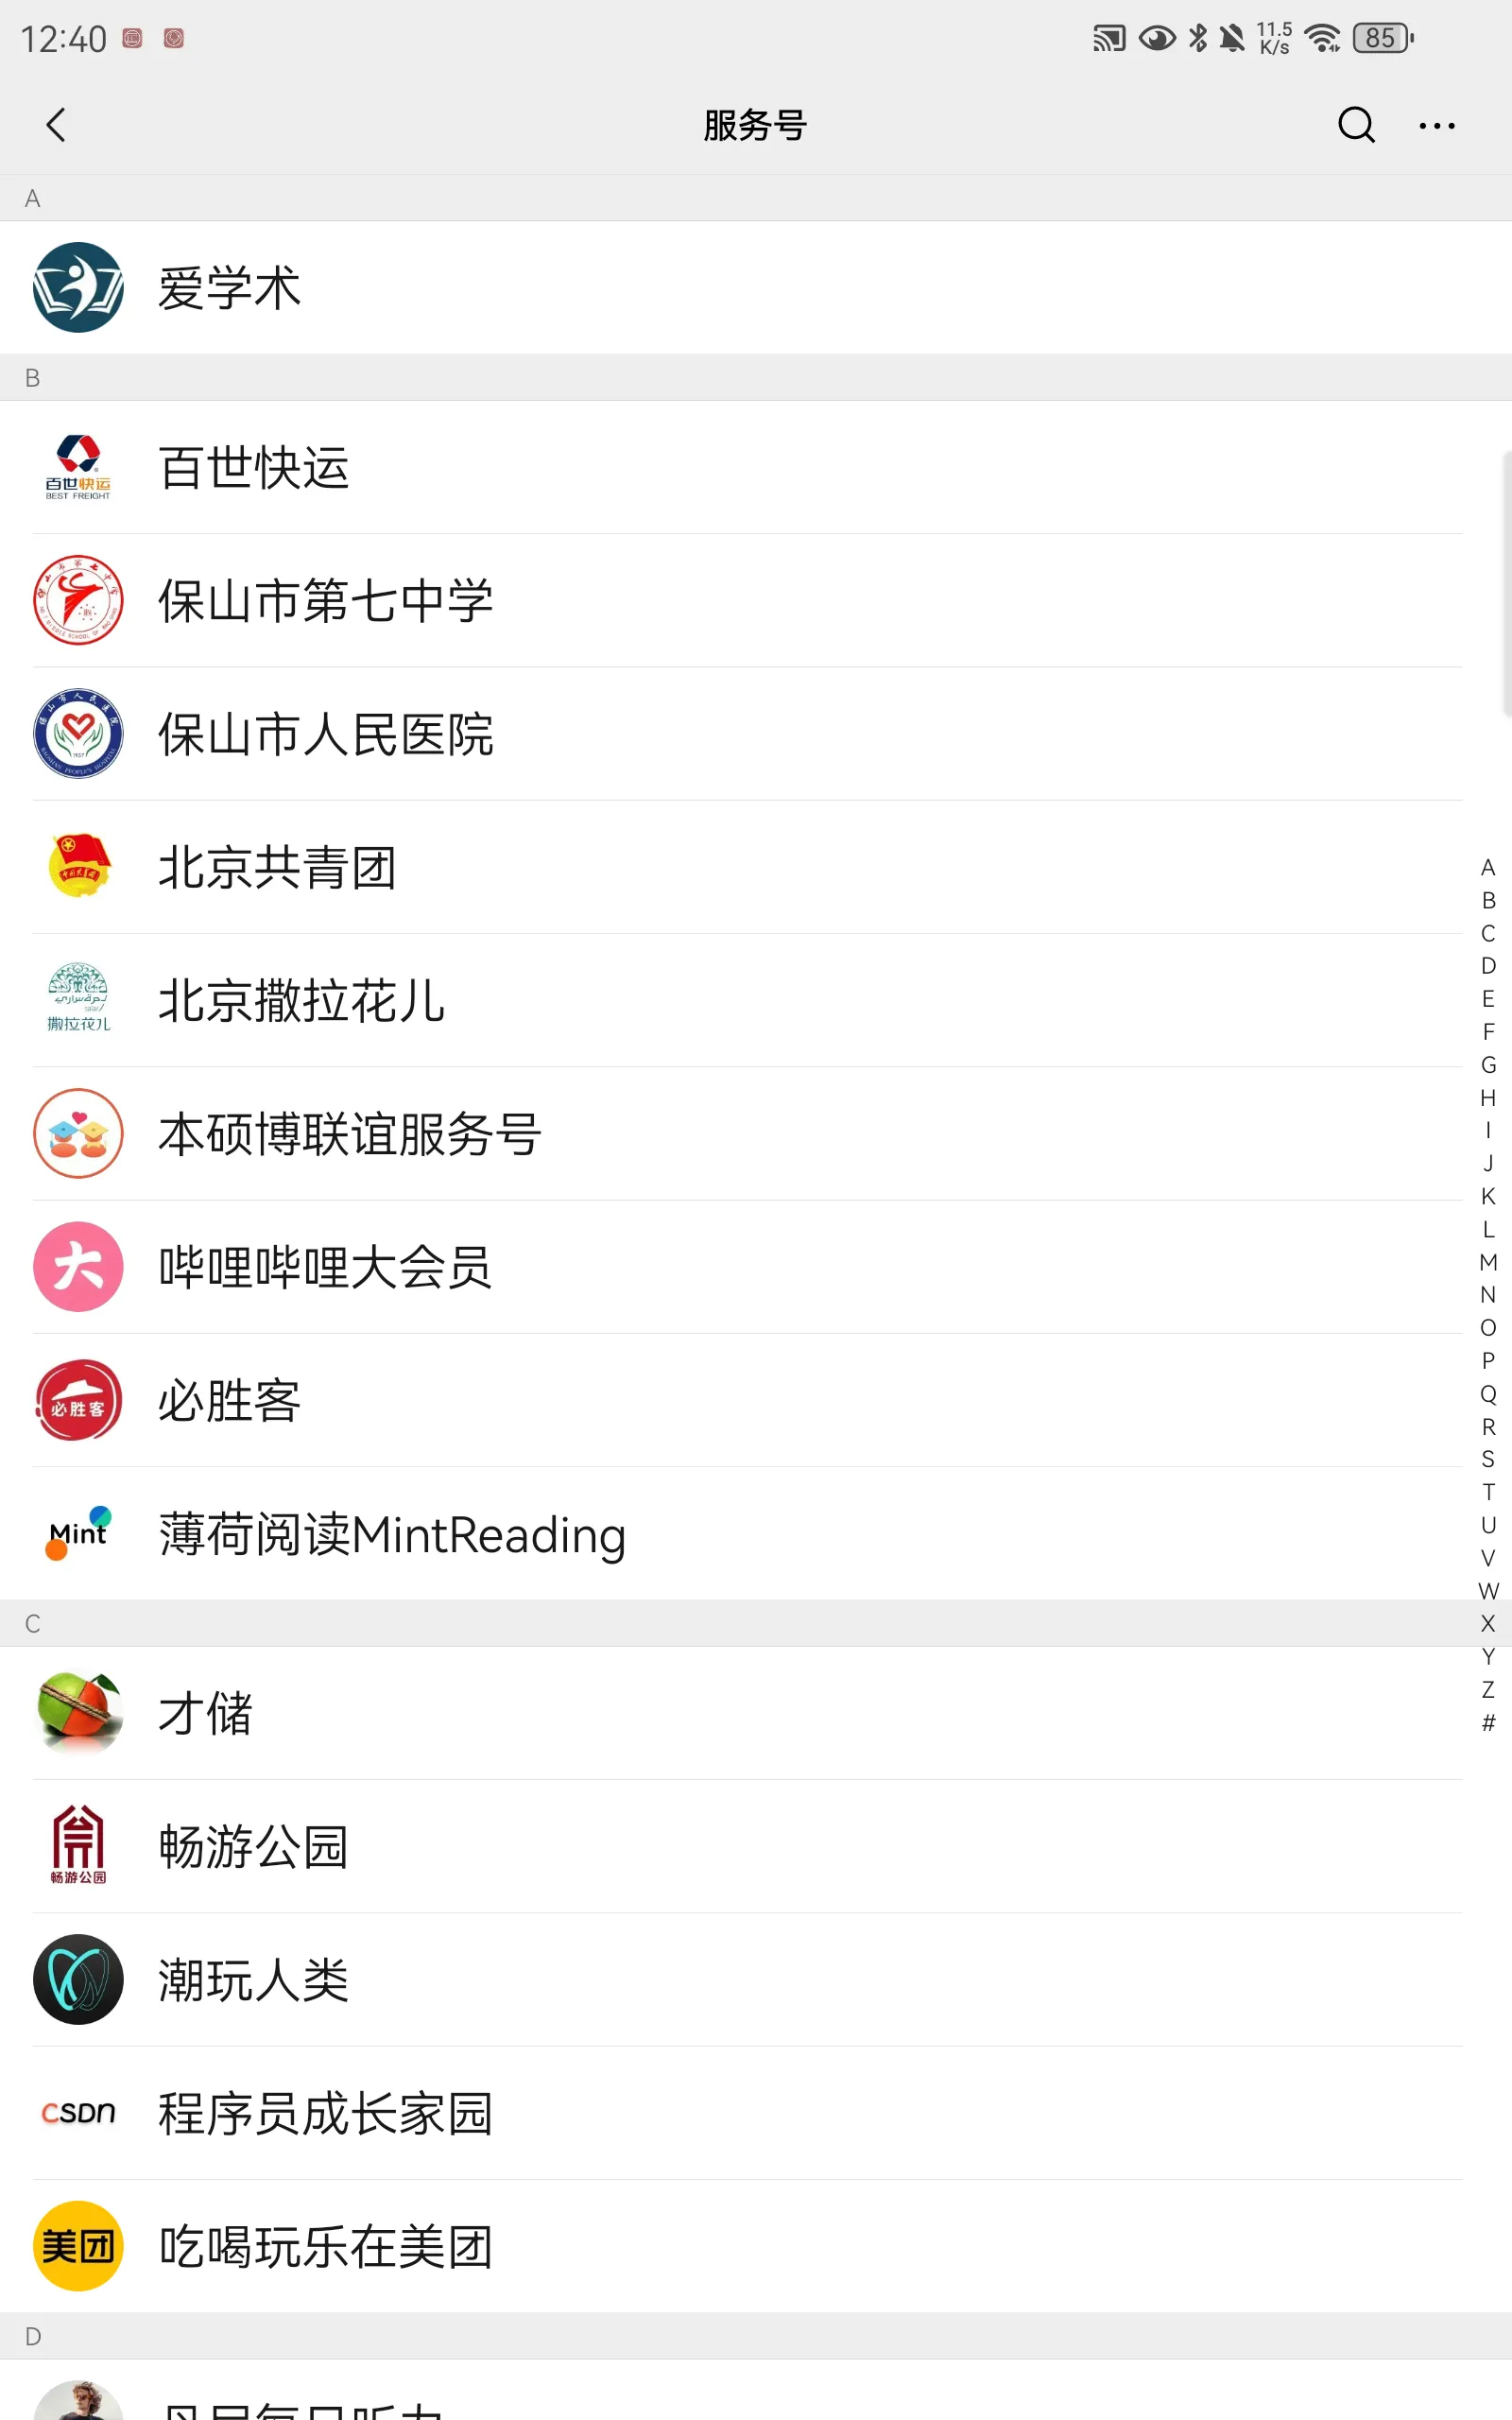 12:40
11.5
K/s
85
服务号
A
爱学术
B
百世快运
BEST FREIGHT
百世快运
保山市第七中学
保山市人民医院
北京共青团
撒拉花儿
北京撒拉花儿
本硕博联谊服务号
大
哔哩哔哩大会员
必胜客
必胜客
Mint
薄荷阅读MintReading
C
才储
畅游公园
畅游公园
潮玩人类
CSDN
程序员成长家园
美团
吃喝玩乐在美团
D
A
B
C
D
E
F
G
H
I
J
K
L
M
N
O
P
Q
R
S
T
U
V
W
X
Y
Z
#